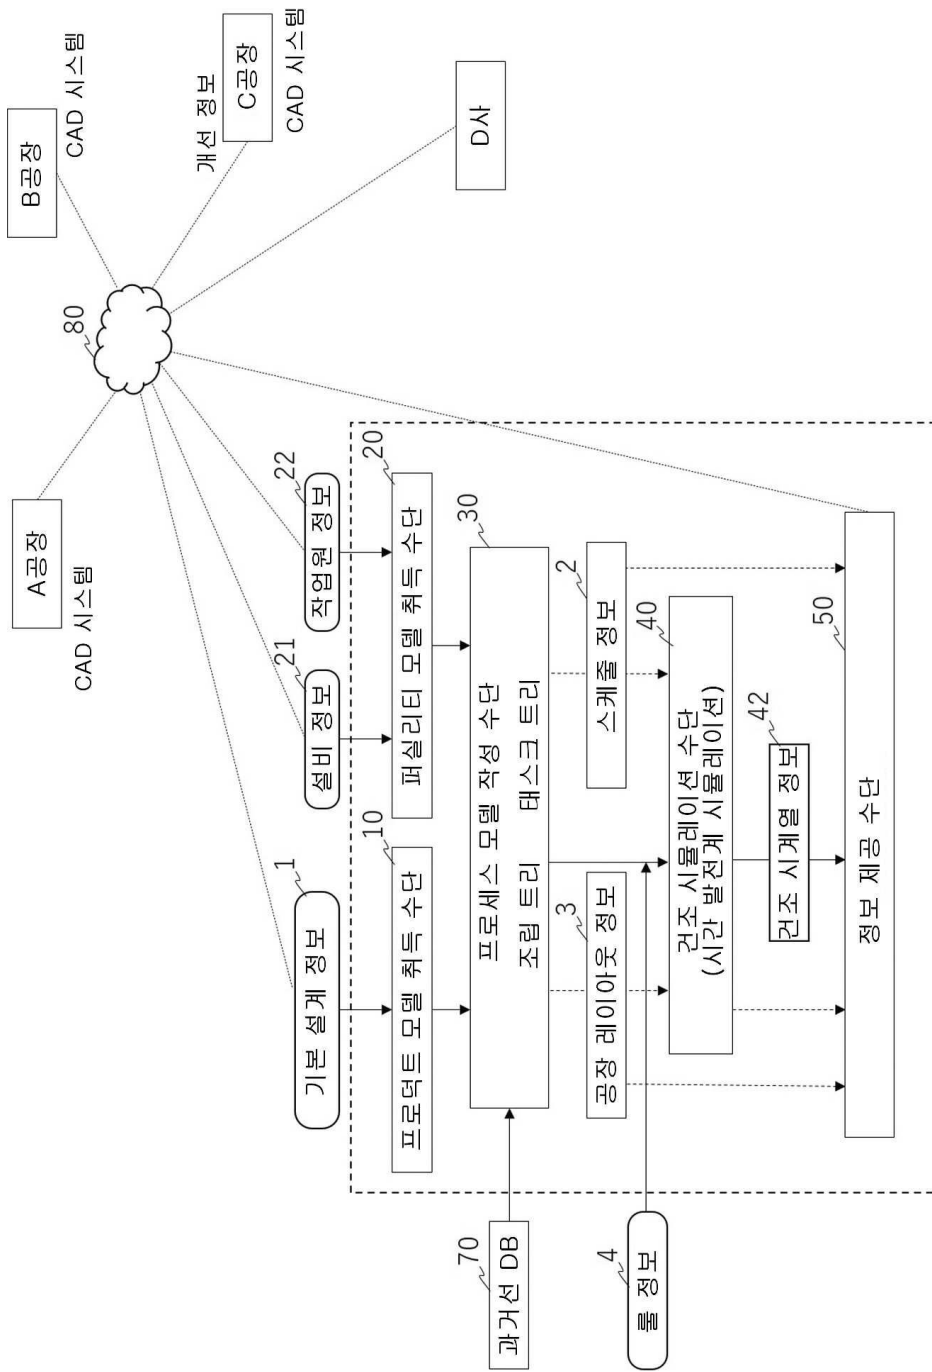 A공장
CAD 시스템
B공장
CAD 시스템
80
개선 정보
C공장
CAD 시스템
D사
1
기본 설계 정보
21
설비 정보
22
작업원 정보
10
프로덕트 모델 취득 수단
20
퍼실리티 모델 취득 수단
70
과거선 DB
30
프로세스 모델 작성 수단
조립 트리 태스크 트리
3
공장 레이아웃 정보
2
스케줄 정보
4
룰 정보
40
건조 시뮬레이션 수단
(시간 발전계 시뮬레이션)
42
건조 시계열 정보
50
정보 제공 수단